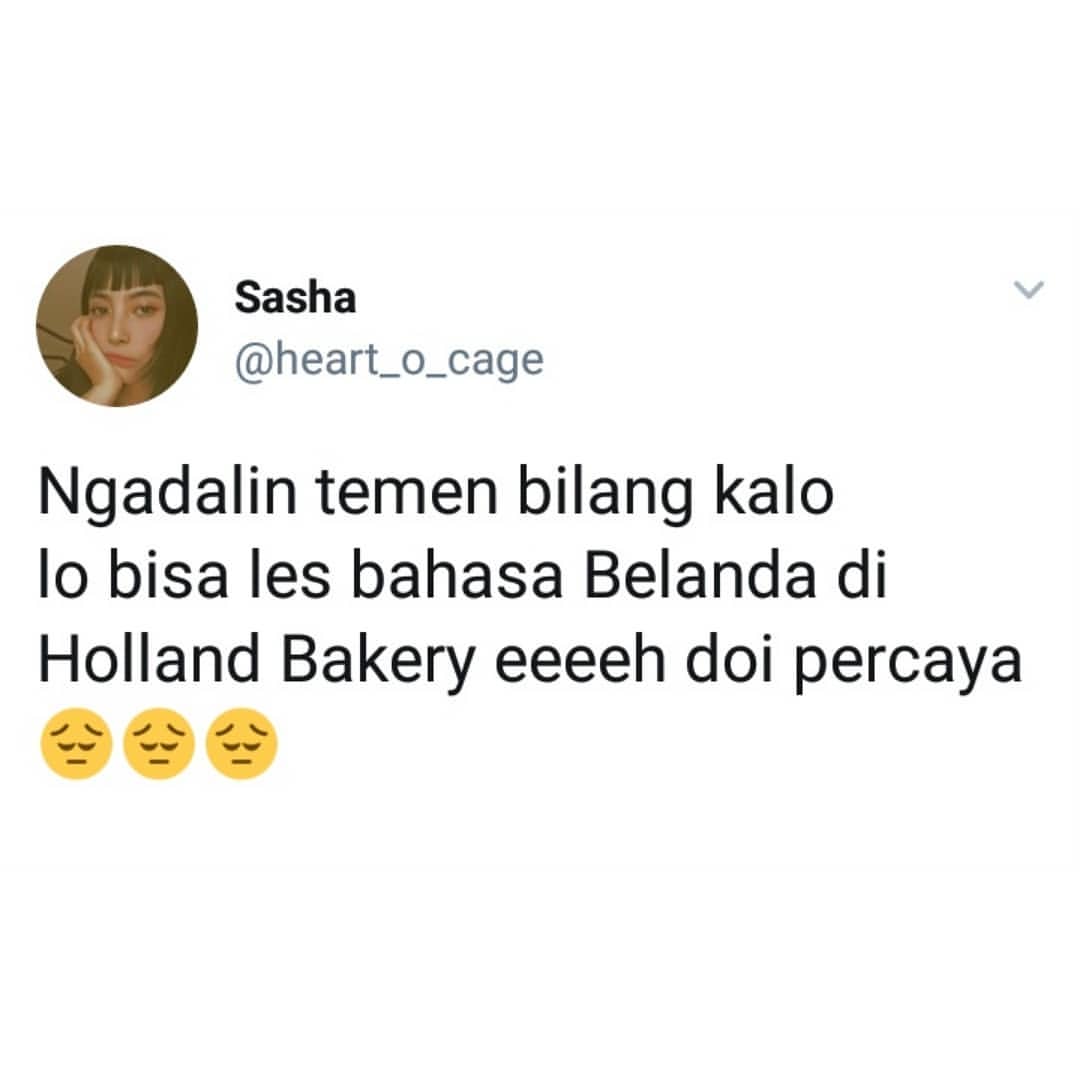 Sasha
@heart_o_cage
Ngadalin temen bilang kalo
lo bisa les bahasa Belanda di
Holland Bakery eeeeh doi percaya
😔😔😔